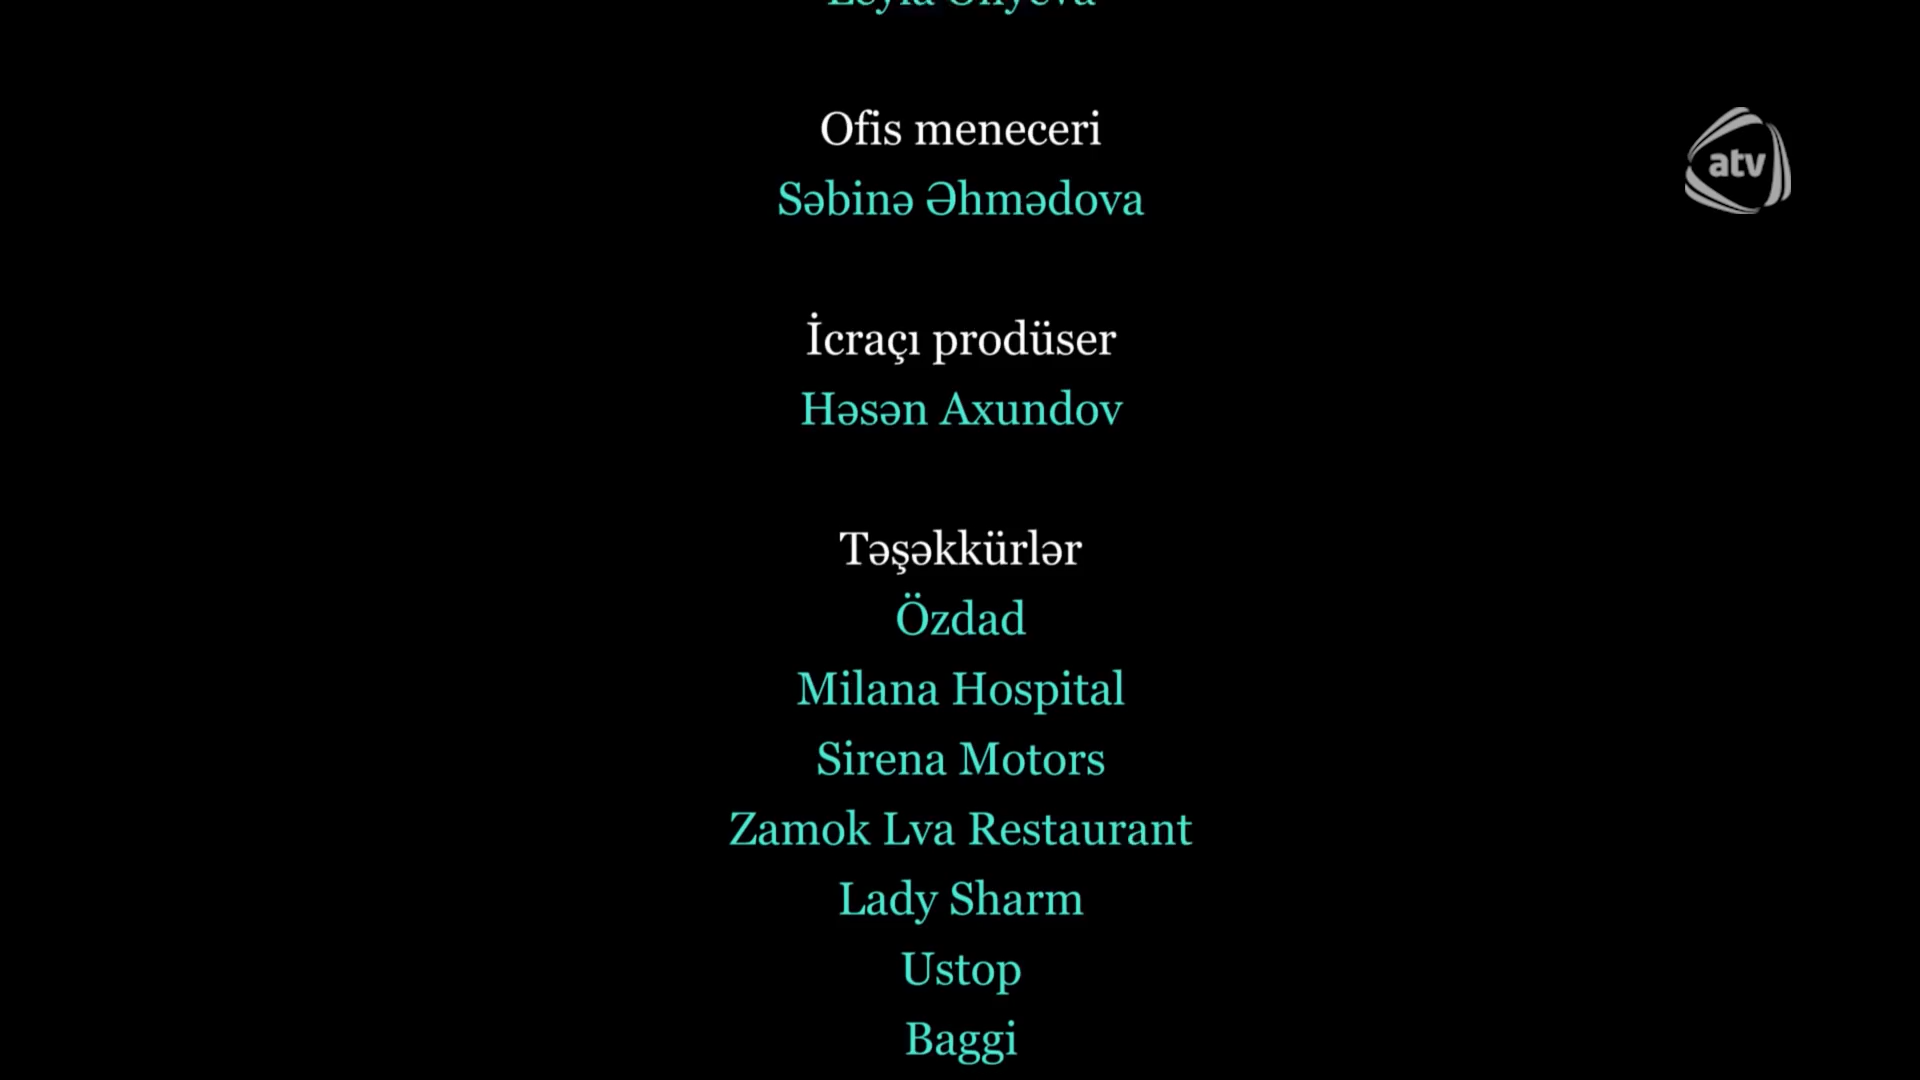 Ofis meneceri
Səbinə Əhmədova
İcraçı prodüser
Həsən Axundov
Təşəkkürlər
Özdad
Milana Hospital
Sirena Motors
Zamok Lva Restaurant
Lady Sharm
Ustop
Baggi
atv